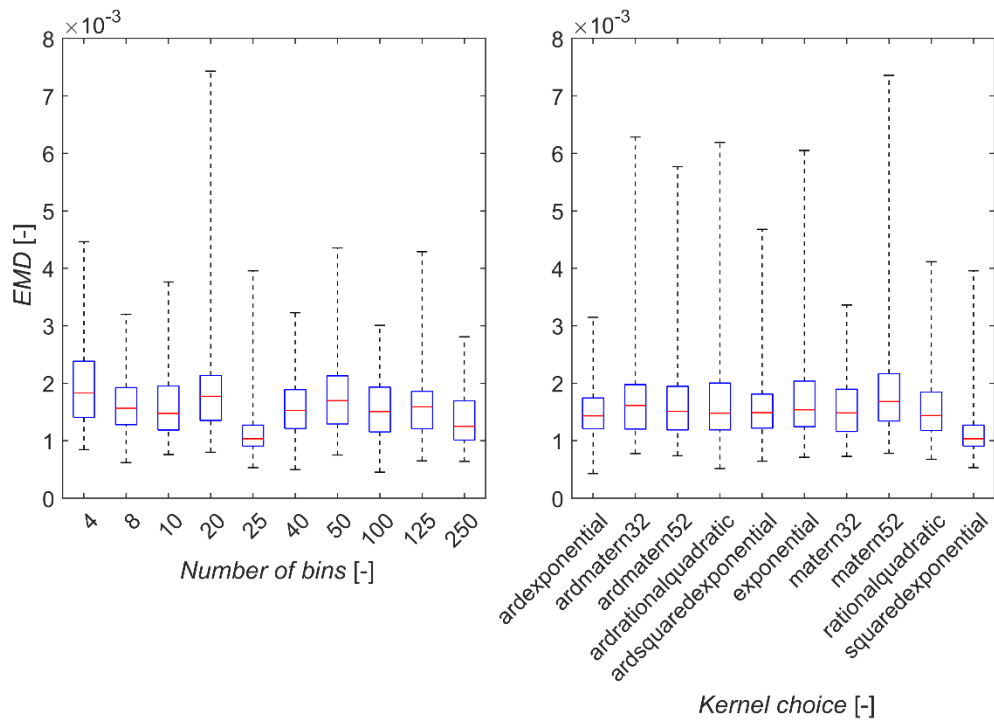 ×10⁻³
8
7
6
5
4
3
2
1
0
EMD [-]
4
8
10
20
25
40
50
100
125
250
Number of bins [-]
×10⁻³
8
7
6
5
4
3
2
1
0
ardexponential
ardmatern32
ardmatern52
ardrationalquadratic
ardsquaredexponential
exponential
matern32
matern52
rationalquadratic
squaredexponential
Kernel choice [-]